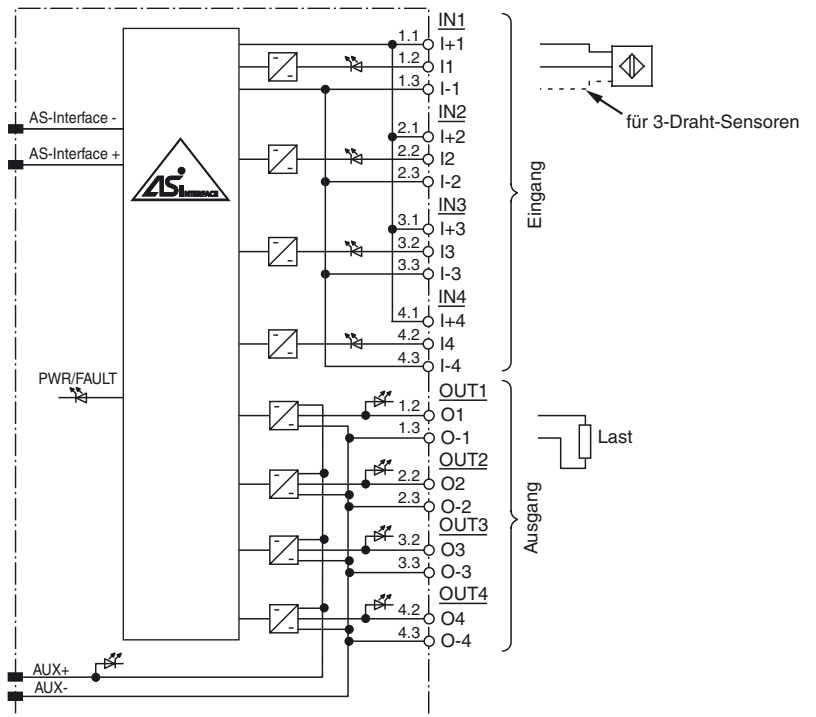 IN1
1.1 I+1
1.2 I1
1.3 I-1
IN2
2.1 I+2
2.2 I2
2.3 I-2
IN3
3.1 I+3
3.2 I3
3.3 I-3
IN4
4.1 I+4
4.2 I4
4.3 I-4
Eingang
für 3-Draht-Sensoren
AS-Interface -
AS-Interface +
ASi INTERFACE
PWR/FAULT
OUT1
1.2 O1
1.3 O-1
OUT2
2.2 O2
2.3 O-2
OUT3
3.2 O3
3.3 O-3
OUT4
4.2 O4
4.3 O-4
Ausgang
Last
AUX+
AUX-